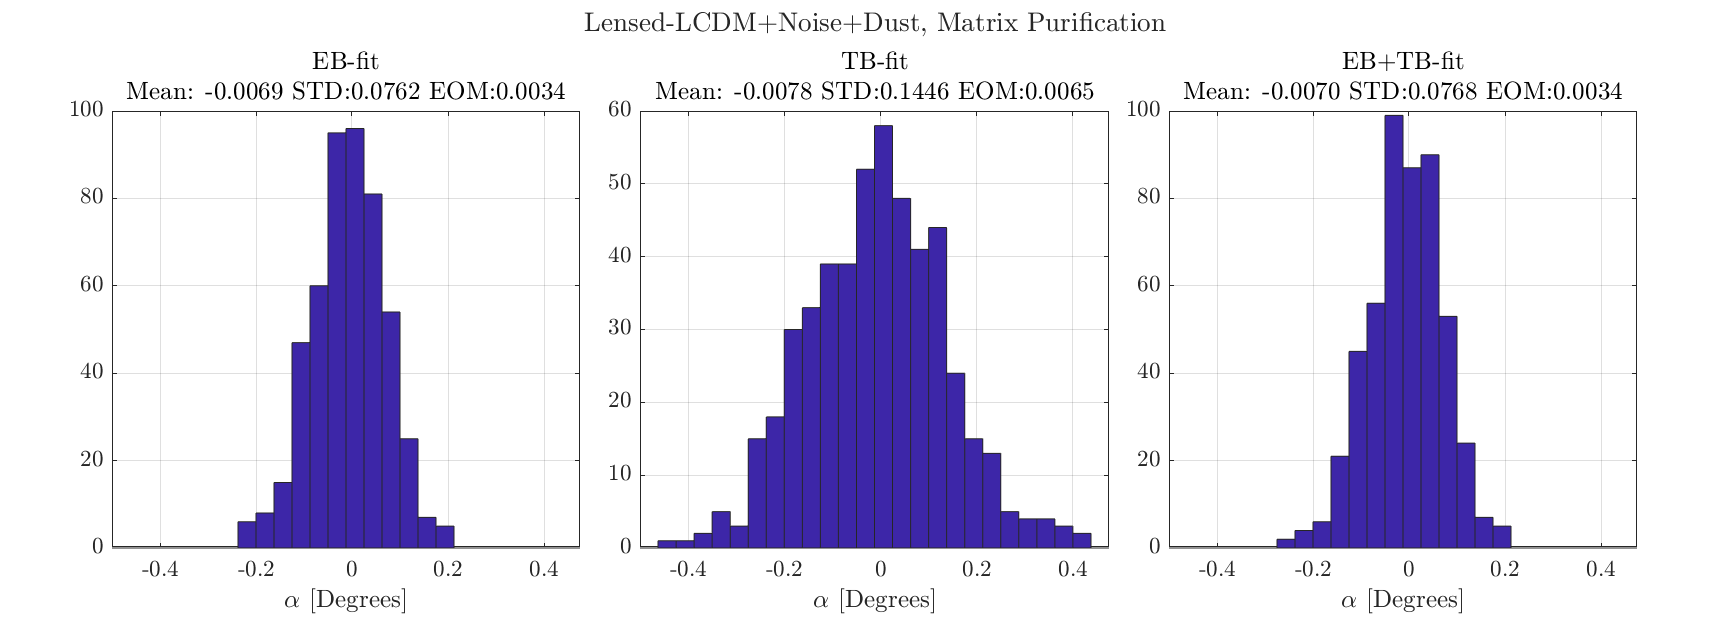 Lensed-LCDM+Noise+Dust, Matrix Purification
EB-fit
Mean: -0.0069 STD:0.0762 EOM:0.0034
100
80
60
40
20
0
-0.4 -0.2 0 0.2 0.4
α [Degrees]
TB-fit
Mean: -0.0078 STD:0.1446 EOM:0.0065
60
50
40
30
20
10
0
-0.4 -0.2 0 0.2 0.4
α [Degrees]
EB+TB-fit
Mean: -0.0070 STD:0.0768 EOM:0.0034
100
80
60
40
20
0
-0.4 -0.2 0 0.2 0.4
α [Degrees]